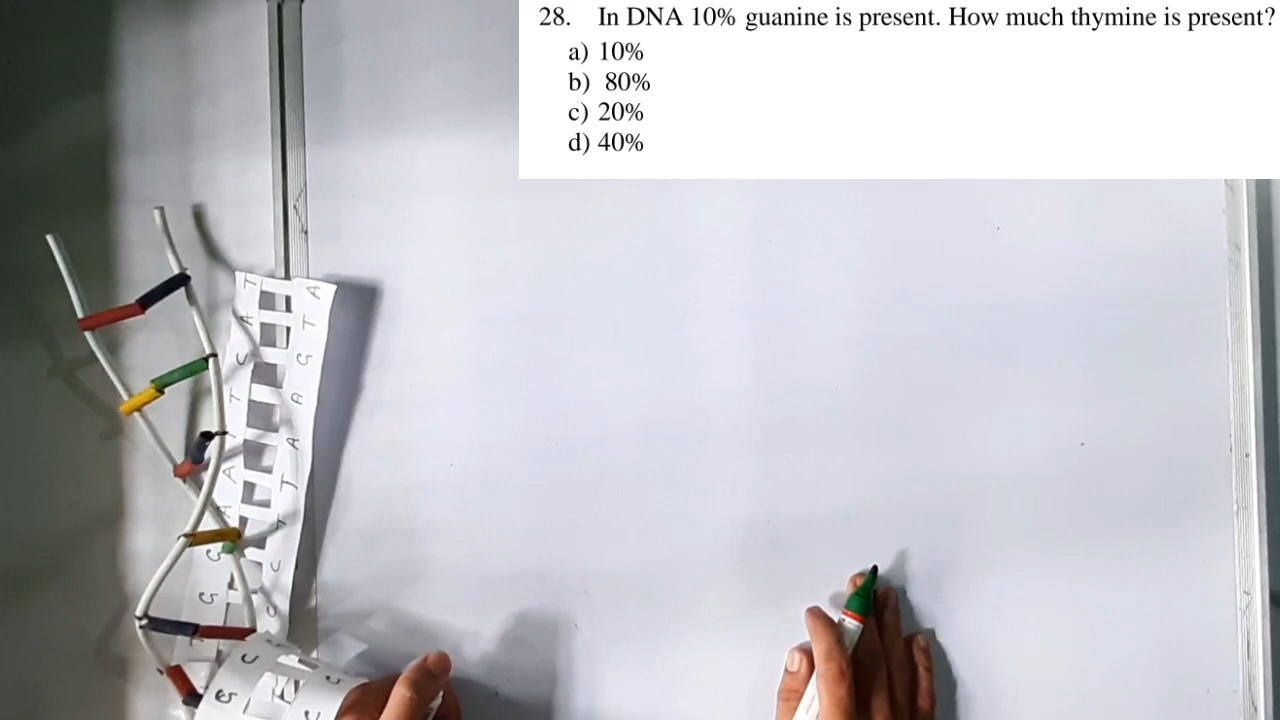 28. In DNA 10% guanine is present. How much thymine is present?
a) 10%
b) 80%
c) 20%
d) 40%
T A
A T
C G
T A
T A
A T